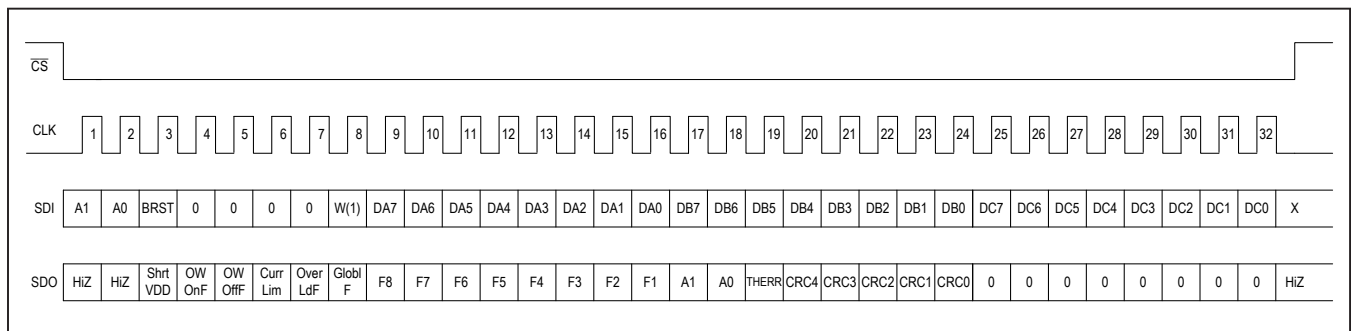 CS
CLK 1 2 3 4 5 6 7 8 9 10 11 12 13 14 15 16 17 18 19 20 21 22 23 24 25 26 27 28 29 30 31 32
SDI A1 A0 BRST 0 0 0 0 W(1) DA7 DA6 DA5 DA4 DA3 DA2 DA1 DA0 DB7 DB6 DB5 DB4 DB3 DB2 DB1 DB0 DC7 DC6 DC5 DC4 DC3 DC2 DC1 DC0 X
SDO HiZ HiZ Shrt VDD OW OnF OW OffF Curr Lim Over LdF Globl F F8 F7 F6 F5 F4 F3 F2 F1 A1 A0 THERR CRC4 CRC3 CRC2 CRC1 CRC0 0 0 0 0 0 0 0 0 HiZ